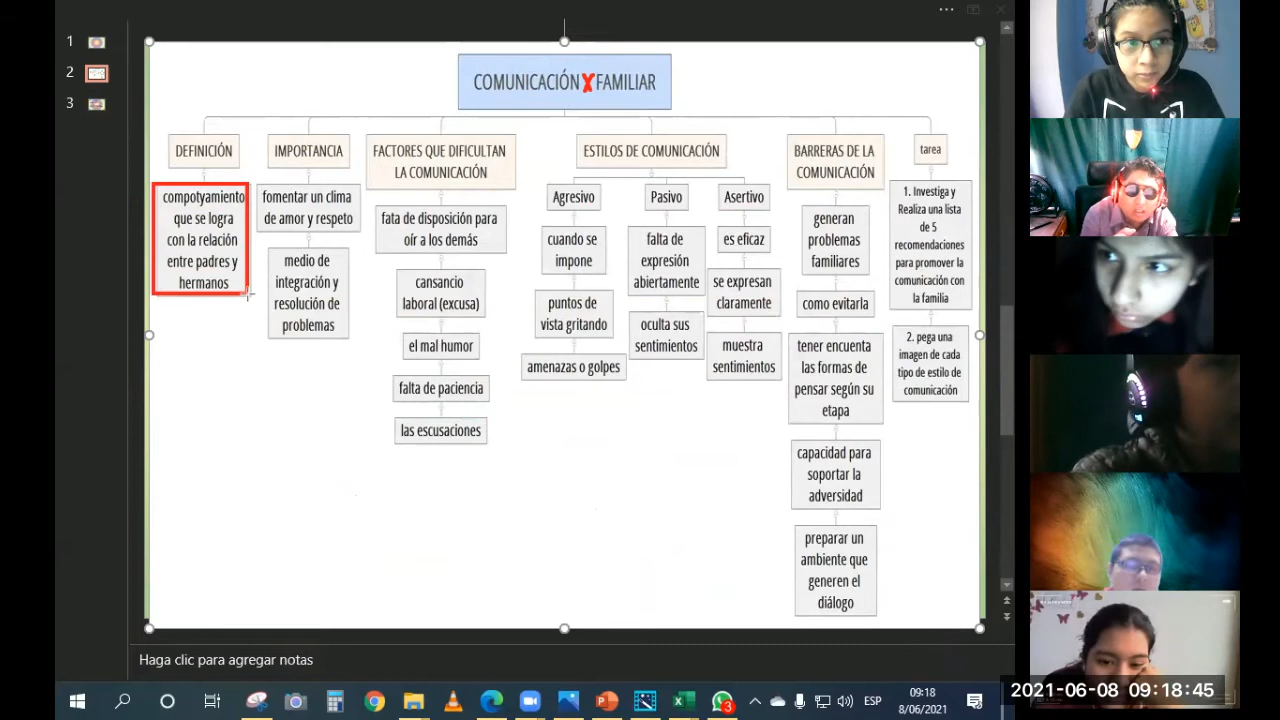 1
2
3
COMUNICACIÓN X FAMILIAR
DEFINICIÓN
compotyamiento
que se logra
con la relación
entre padres y
hermanos
IMPORTANCIA
fomentar un clima
de amor y respeto
medio de
integración y
resolución de
problemas
FACTORES QUE DIFICULTAN
LA COMUNICACIÓN
fata de disposición para
oír a los demás
cansancio
laboral (excusa)
el mal humor
falta de paciencia
las escusaciones
ESTILOS DE COMUNICACIÓN
Agresivo
cuando se
impone
puntos de
vista gritando
amenazas o golpes
Pasivo
falta de
expresión
abiertamente
oculta sus
sentimientos
Asertivo
es eficaz
se expresan
claramente
muestra
sentimientos
BARRERAS DE LA
COMUNICACIÓN
generan
problemas
familiares
como evitarla
tener encuenta
las formas de
pensar según su
etapa
capacidad para
soportar la
adversidad
preparar un
ambiente que
generen el
diálogo
tarea
1. Investiga y
Realiza una lista
de 5
recomendaciones
para promover la
comunicación con
la familia
2. pega una
imagen de cada
tipo de estilo de
comunicación
Haga clic para agregar notas
3
ESP
09:18
8/06/2021
2021-06-08 09:18:45